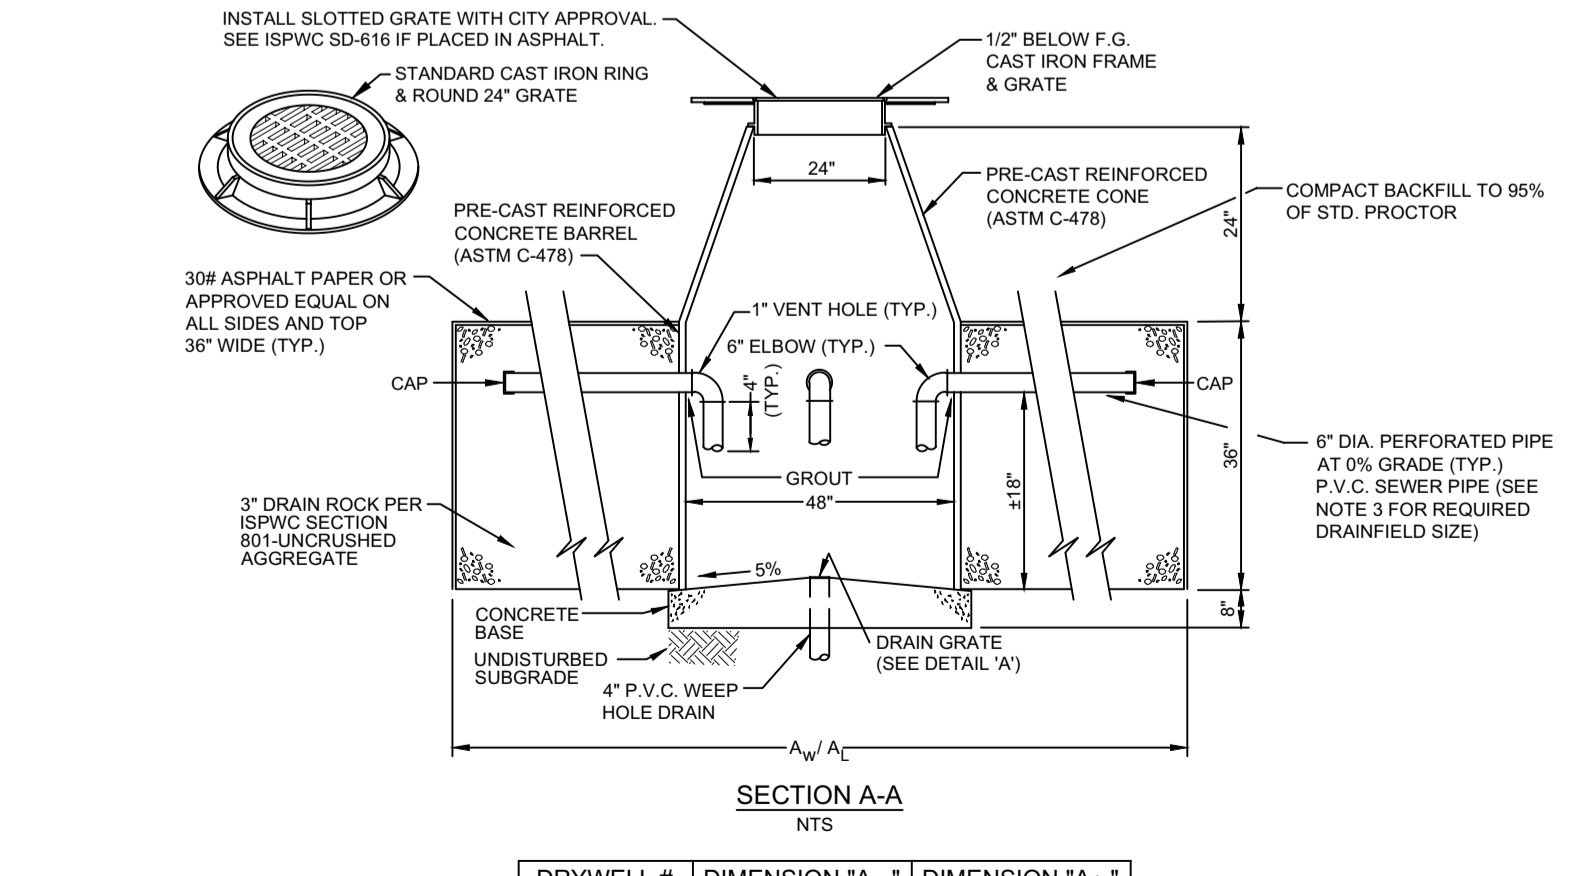 INSTALL SLOTTED GRATE WITH CITY APPROVAL.
SEE ISPWC SD-616 IF PLACED IN ASPHALT.
STANDARD CAST IRON RING
& ROUND 24" GRATE
1/2" BELOW F.G.
CAST IRON FRAME
& GRATE
24"
PRE-CAST REINFORCED
CONCRETE CONE
(ASTM C-478)
COMPACT BACKFILL TO 95%
OF STD. PROCTOR
24"
PRE-CAST REINFORCED
CONCRETE BARREL
(ASTM C-478)
30# ASPHALT PAPER OR
APPROVED EQUAL ON
ALL SIDES AND TOP
36" WIDE (TYP.)
1" VENT HOLE (TYP.)
6" ELBOW (TYP.)
4"
(TYP.)
CAP
CAP
GROUT
48"
±18"
36"
6" DIA. PERFORATED PIPE
AT 0% GRADE (TYP.)
P.V.C. SEWER PIPE (SEE
NOTE 3 FOR REQUIRED
DRAINFIELD SIZE)
3" DRAIN ROCK PER
ISPWC SECTION
801-UNCRUSHED
AGGREGATE
5%
CONCRETE
BASE
UNDISTURBED
SUBGRADE
4" P.V.C. WEEP
HOLE DRAIN
DRAIN GRATE
(SEE DETAIL 'A')
8"
AW/ AL
SECTION A-A
NTS
DRYWELL # DIMENSION "A DIMENSION "A